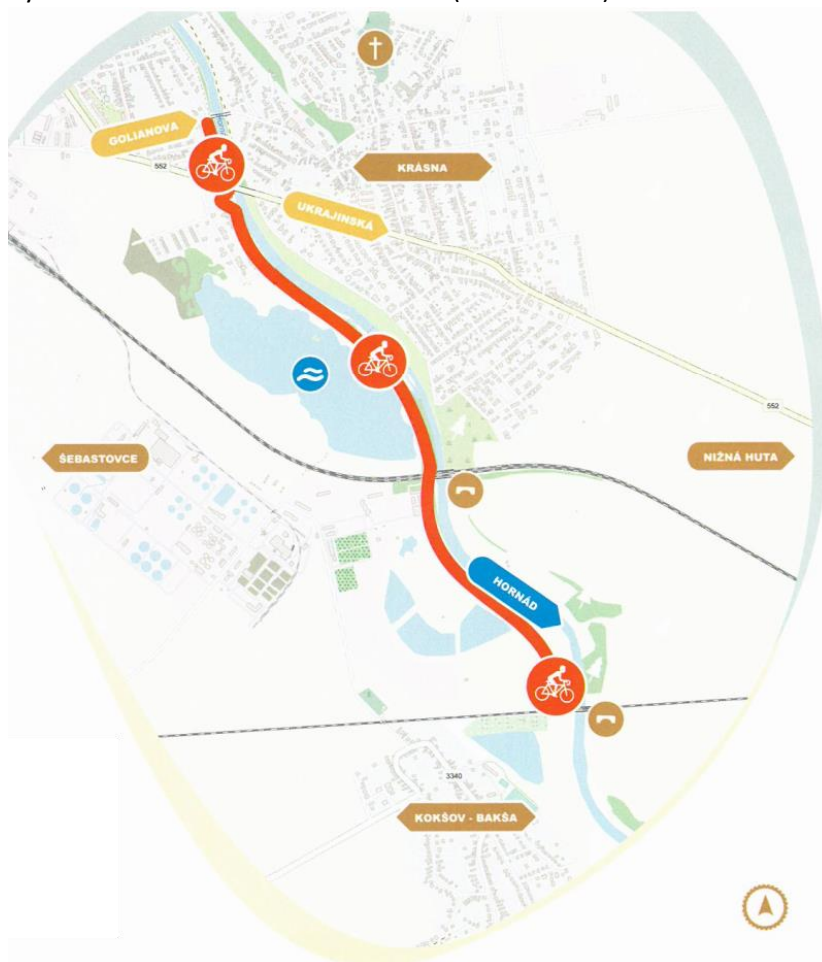 GOLIANOVA
552
KRÁSNA
UKRAJINSKÁ
552
ŠEBASTOVCE
NIŽNÁ HUTA
HORNÁD
3340
KOKŠOV - BAKŠA